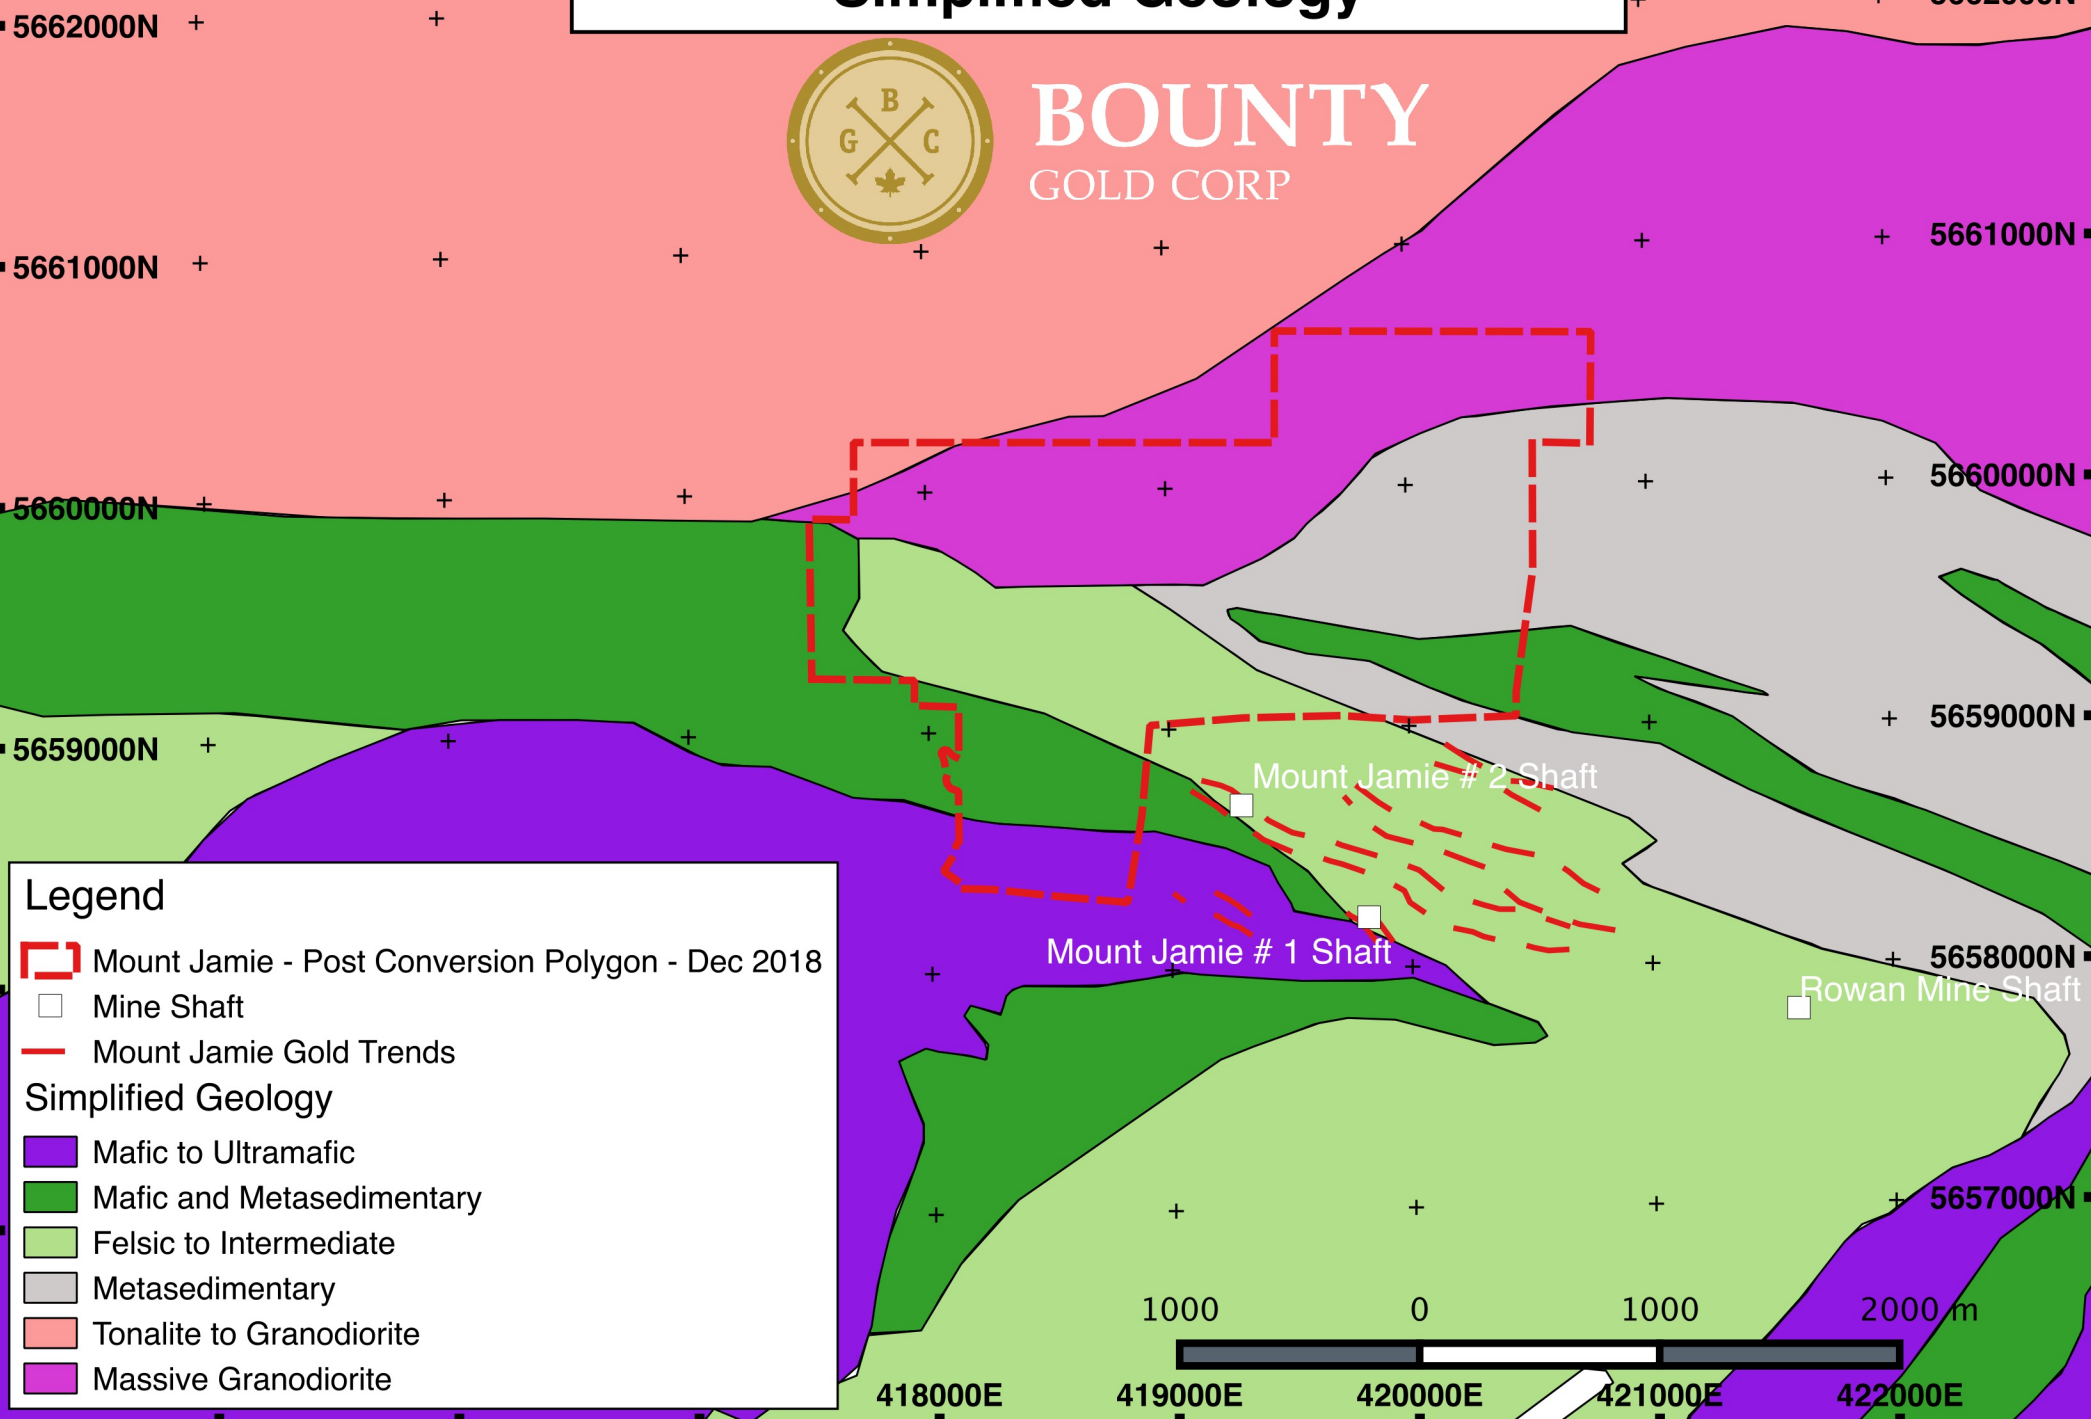 Simplified Geology
5662000N
B
G C
BOUNTY
GOLD CORP
5661000N
5661000N
5660000N
5660000N
5659000N
5659000N
Mount Jamie # 2 Shaft
Mount Jamie # 1 Shaft
5658000N
Rowan Mine Shaft
5657000N
Legend
Mount Jamie - Post Conversion Polygon - Dec 2018
Mine Shaft
Mount Jamie Gold Trends
Simplified Geology
Mafic to Ultramafic
Mafic and Metasedimentary
Felsic to Intermediate
Metasedimentary
Tonalite to Granodiorite
Massive Granodiorite
1000 0 1000 2000 m
418000E 419000E 420000E 421000E 422000E